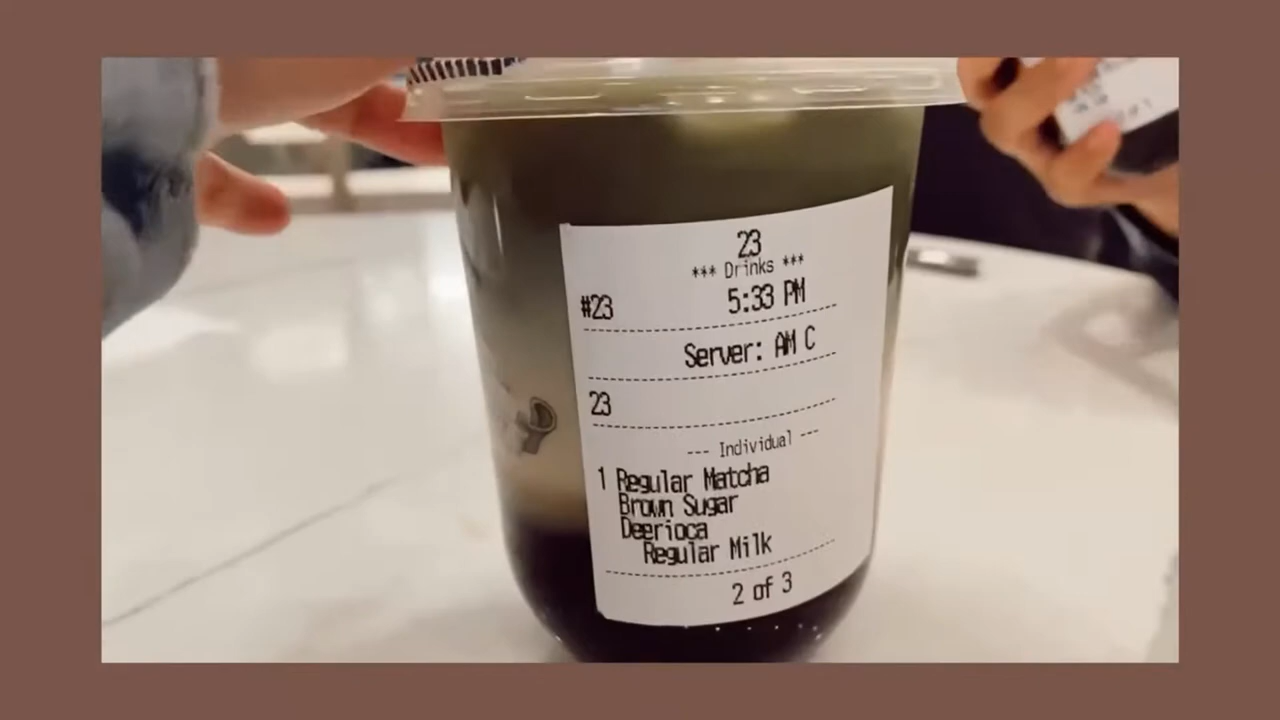 23
*** Drinks ***
#23 5:33 PM
Server: AM C
23
--- Individual ---
1 Regular Matcha
Brown Sugar
Deerioca
Regular Milk
2 of 3